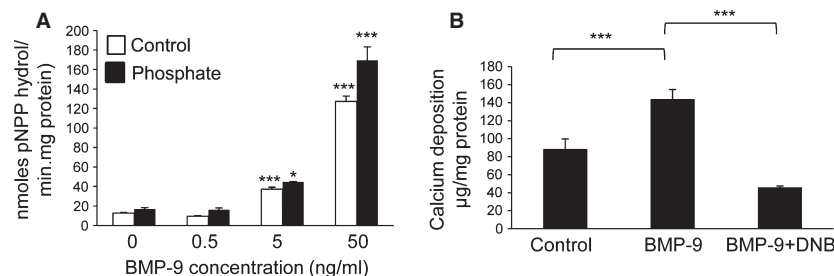 A
nmoles pNPP hydrol/
min.mg protein)
200
180
160
140
120
100
80
60
40
20
0
Control
Phosphate
***
*
***
***
0 0.5 5 50
BMP-9 concentration (ng/ml)
B
Calcium deposition
µg/mg protein
180
160
140
120
100
80
60
40
20
0
***
***
Control BMP-9 BMP-9+DNB